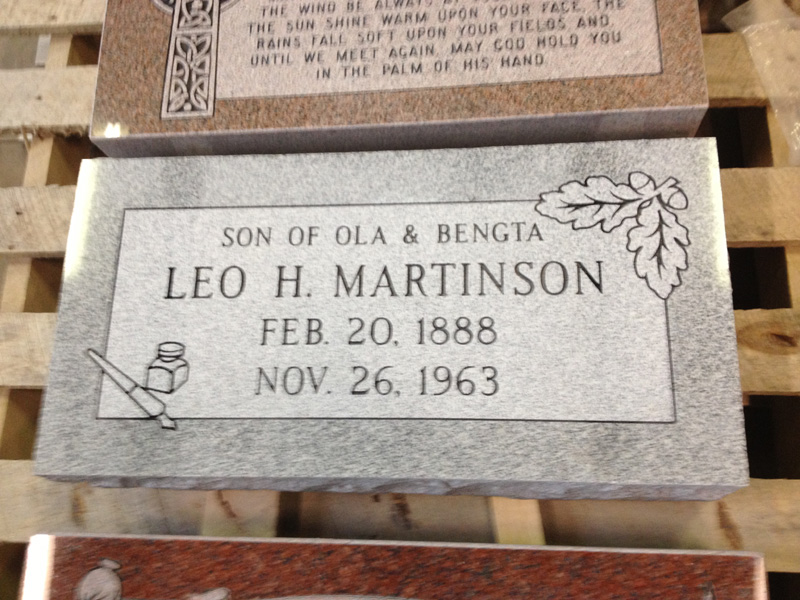 THE WIND BE ALWAYS AT
THE SUN SHINE WARM UPON YOUR FACE, THE
RAINS FALL SOFT UPON YOUR FIELDS AND,
UNTIL WE MEET AGAIN, MAY GOD HOLD YOU
IN THE PALM OF HIS HAND.
SON OF OLA & BENGTA
LEO H. MARTINSON
FEB. 20, 1888
NOV. 26, 1963